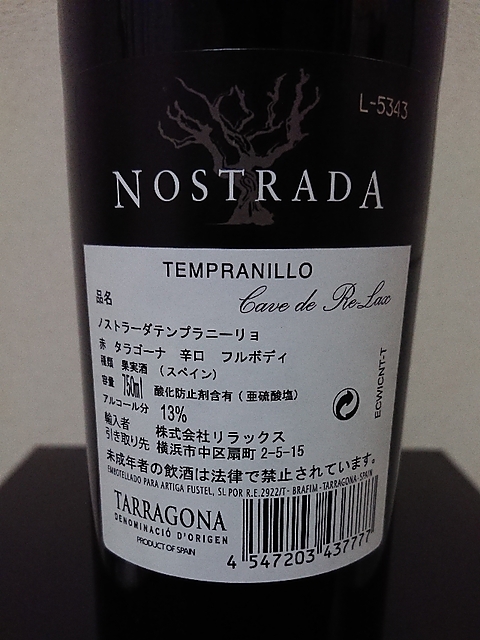 L-5343
NOSTRADA
TEMPRANILLO
品名
Cave de Re-Lax
ノストラーダテンプラニーリョ
赤 タラゴーナ 辛口 フルボディ
種類 果実酒 (スペイン)
容量 750ml 酸化防止剤含有(亜硫酸塩)
アルコール分 13%
輸入者 株式会社リラックス
引き取り先 横浜市中区扇町 2-5-15
ECWICNT-T
未成年者の飲酒は法律で禁止されています。
EMBOTELLADO PARA ARTIGA FUSTEL, SL POR R.E.2922/T - BRAFIM - TARRAGONA - SPAIN
TARRAGONA
DENOMINACIÓ D'ORIGEN
PRODUCT OF SPAIN
4 547203 437777